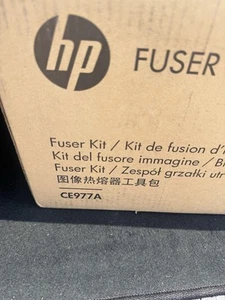 hp FUSER
Fuser Kit / Kit de fusion d'
Kit del fusore immagine /
Fuser Kit / Zespół grzałki
图像热熔器工具包
CE977A